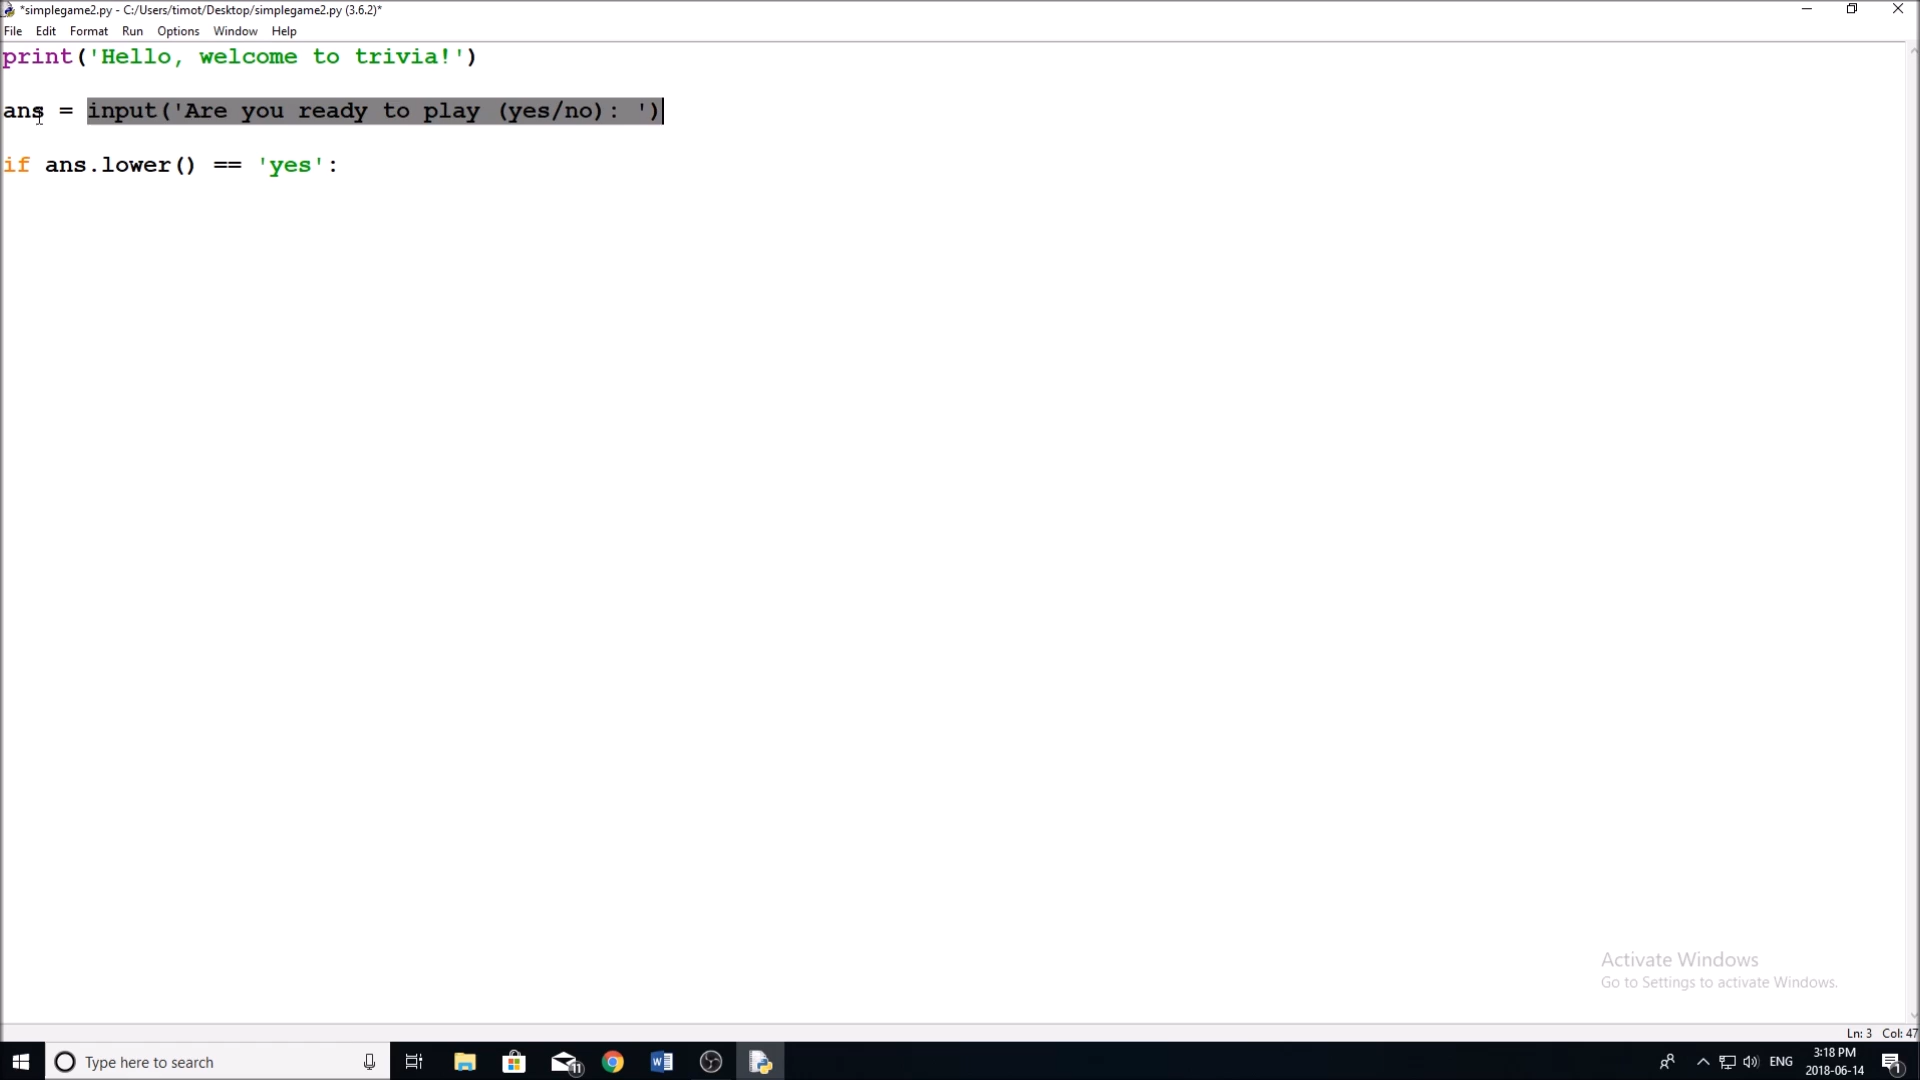 *simplegame2.py - C:/Users/timot/Desktop/simplegame2.py (3.6.2)*
File Edit Format Run Options Window Help
print('Hello, welcome to trivia!')
ans = input('Are you ready to play (yes/no): ')
if ans.lower() == 'yes':
Activate Windows
Go to Settings to activate Windows.
Ln: 3 Col: 47
Type here to search
11
ENG
3:18 PM
2018-06-14
1